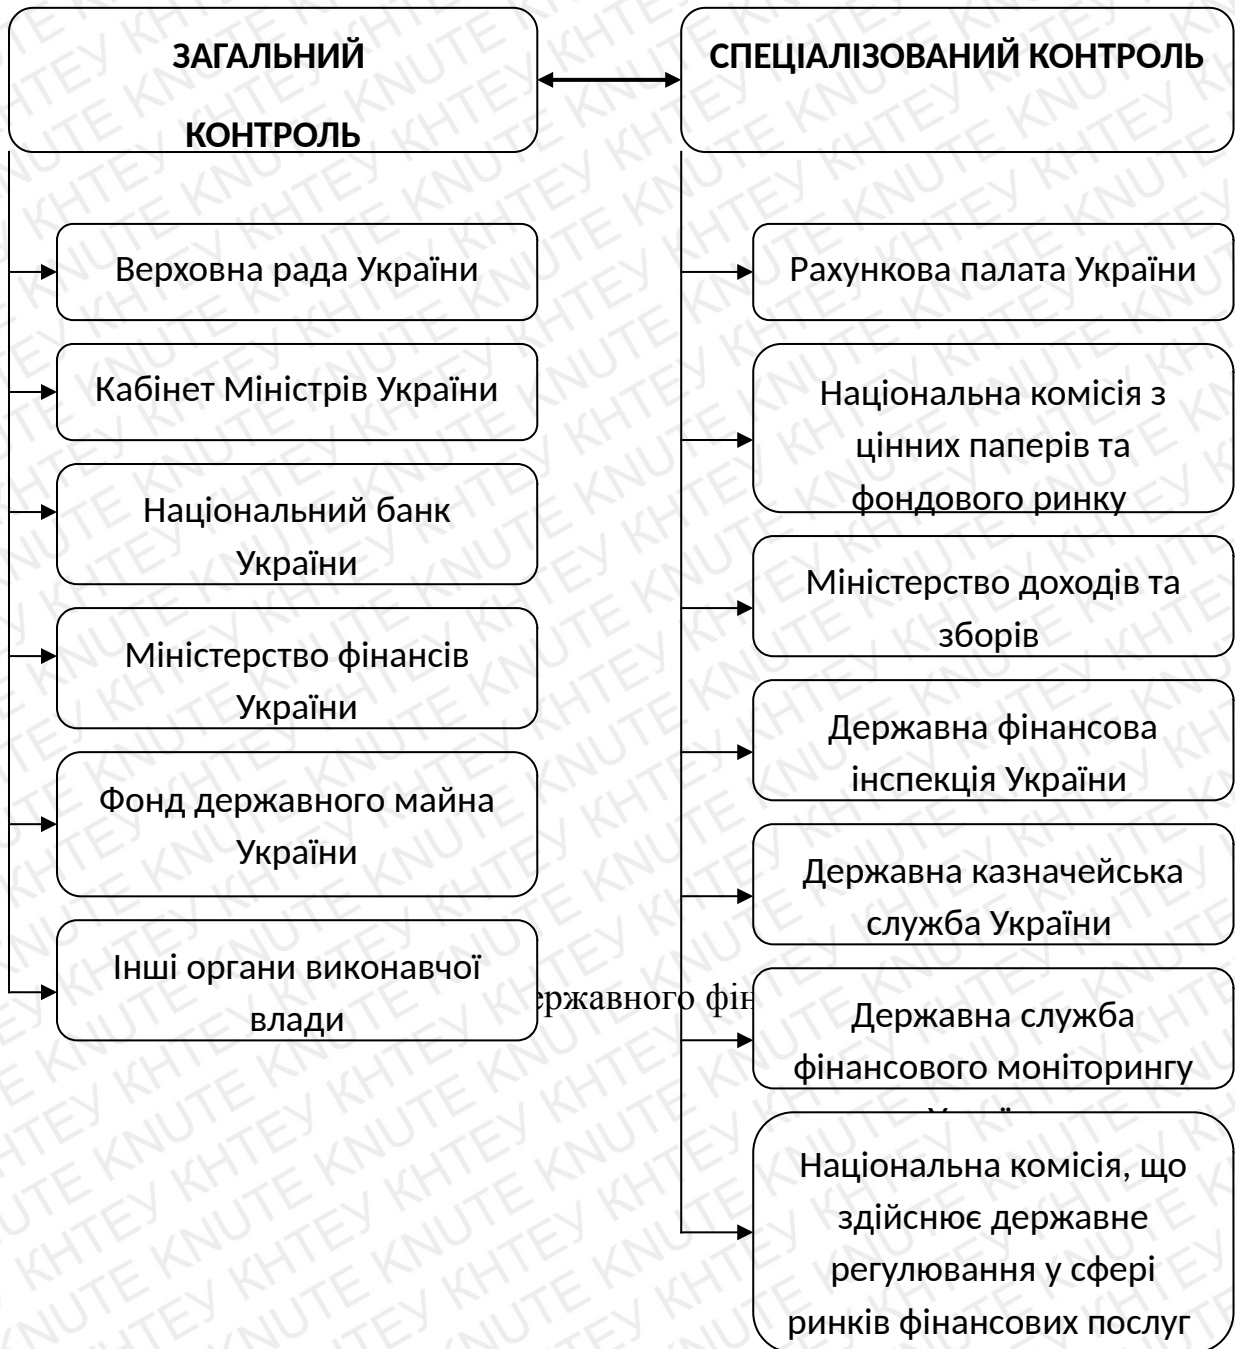 ЗАГАЛЬНИЙ
КОНТРОЛЬ
СПЕЦІАЛІЗОВАНИЙ КОНТРОЛЬ
Верховна рада України
Кабінет Міністрів України
Національний банк
України
Міністерство фінансів
України
Фонд державного майна
України
Інші органи виконавчої
влади
ержавного фін
Рахункова палата України
Національна комісія з
цінних паперів та
фондового ринку
Міністерство доходів та
зборів
Державна фінансова
інспекція України
Державна казначейська
служба України
Державна служба
фінансового моніторингу
Національна комісія, що
здійснює державне
регулювання у сфері
ринків фінансових послуг